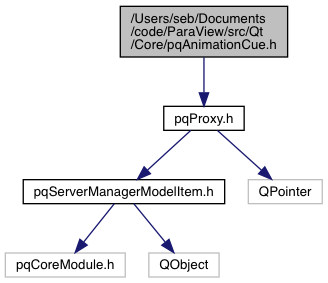 /Users/seb/Documents
/code/ParaView/src/Qt
/Core/pqAnimationCue.h
pqProxy.h
pqServerManagerModelItem.h
QPointer
pqCoreModule.h
QObject